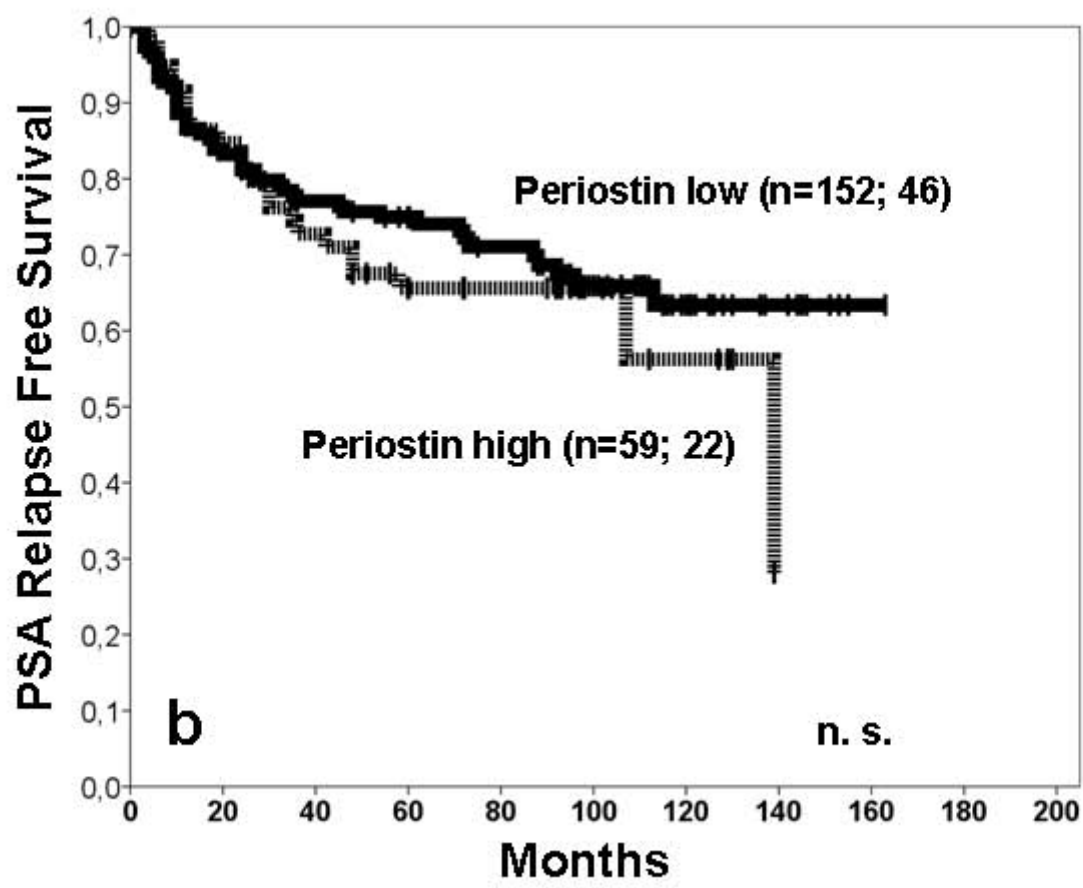 PSA Relapse Free Survival
1,0
0,9
0,8
0,7
0,6
0,5
0,4
0,3
0,2
0,1
0,0
Periostin low (n=152; 46)
Periostin high (n=59; 22)
b
n. s.
0 20 40 60 80 100 120 140 160 180 200
Months